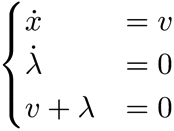 ẋ = v
λ̇ = 0
v + λ = 0